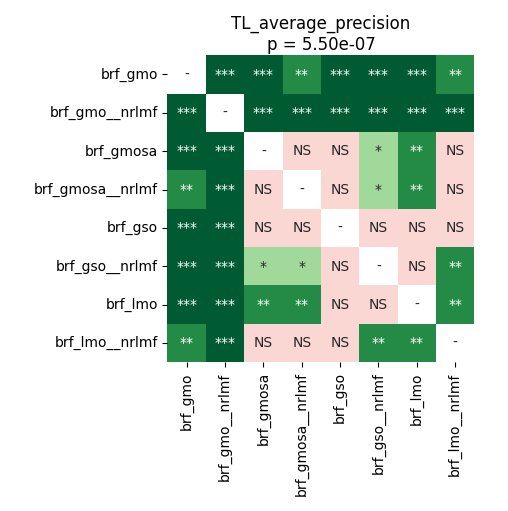 TL_average_precision
p = 5.50e-07
brf_gmo - *** *** ** *** *** *** **
brf_gmo__nrlmf *** - *** *** *** *** *** ***
brf_gmosa *** *** - NS NS * ** NS
brf_gmosa__nrlmf ** *** NS - NS * ** NS
brf_gso *** *** NS NS - NS NS NS
brf_gso__nrlmf *** *** * * NS - NS **
brf_lmo *** *** ** ** NS NS - **
brf_lmo__nrlmf ** *** NS NS NS ** ** -
brf_gmo
brf_gmo__nrlmf
brf_gmosa
brf_gmosa__nrlmf
brf_gso
brf_gso__nrlmf
brf_lmo
brf_lmo__nrlmf